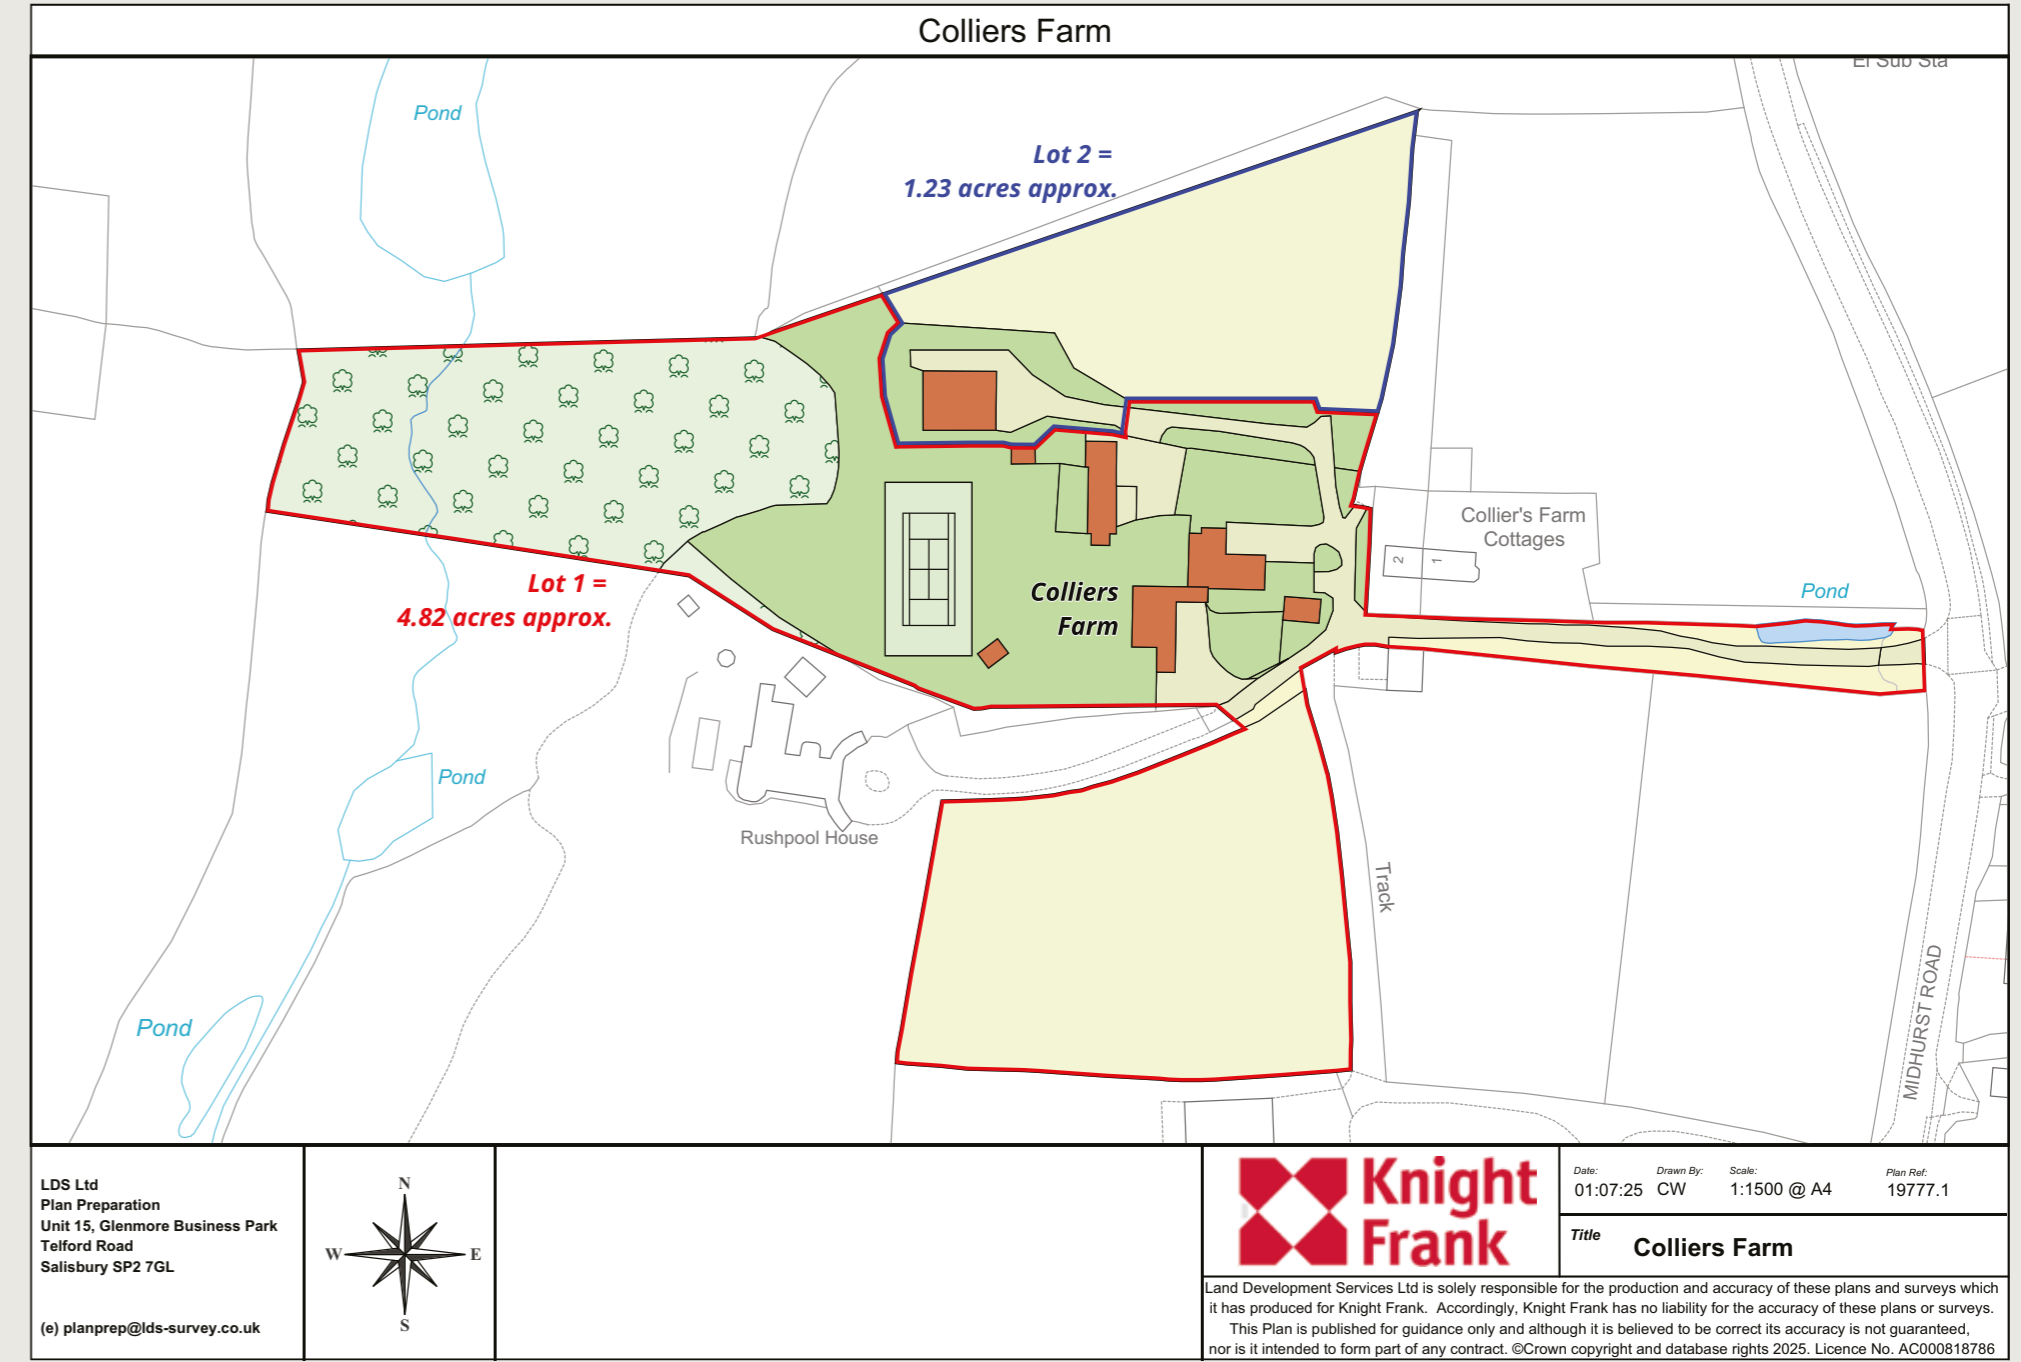 Colliers Farm
El Sub Sta
Pond
Lot 2 =
1.23 acres approx.
Collier's Farm
Cottages
2
1
Lot 1 =
4.82 acres approx.
Colliers
Farm
Pond
Pond
Rushpool House
Track
Pond
MIDHURST ROAD
LDS Ltd
Plan Preparation
Unit 15, Glenmore Business Park
Telford Road
Salisbury SP2 7GL
(e) planprep@lds-survey.co.uk
N
W
E
S
Knight
Frank
Date:
01:07:25
Drawn By:
CW
Scale:
1:1500 @ A4
Plan Ref:
19777.1
Title
Colliers Farm
Land Development Services Ltd is solely responsible for the production and accuracy of these plans and surveys which
it has produced for Knight Frank. Accordingly, Knight Frank has no liability for the accuracy of these plans or surveys.
This Plan is published for guidance only and although it is believed to be correct its accuracy is not guaranteed,
nor is it intended to form part of any contract. ©Crown copyright and database rights 2025. Licence No. AC000818786